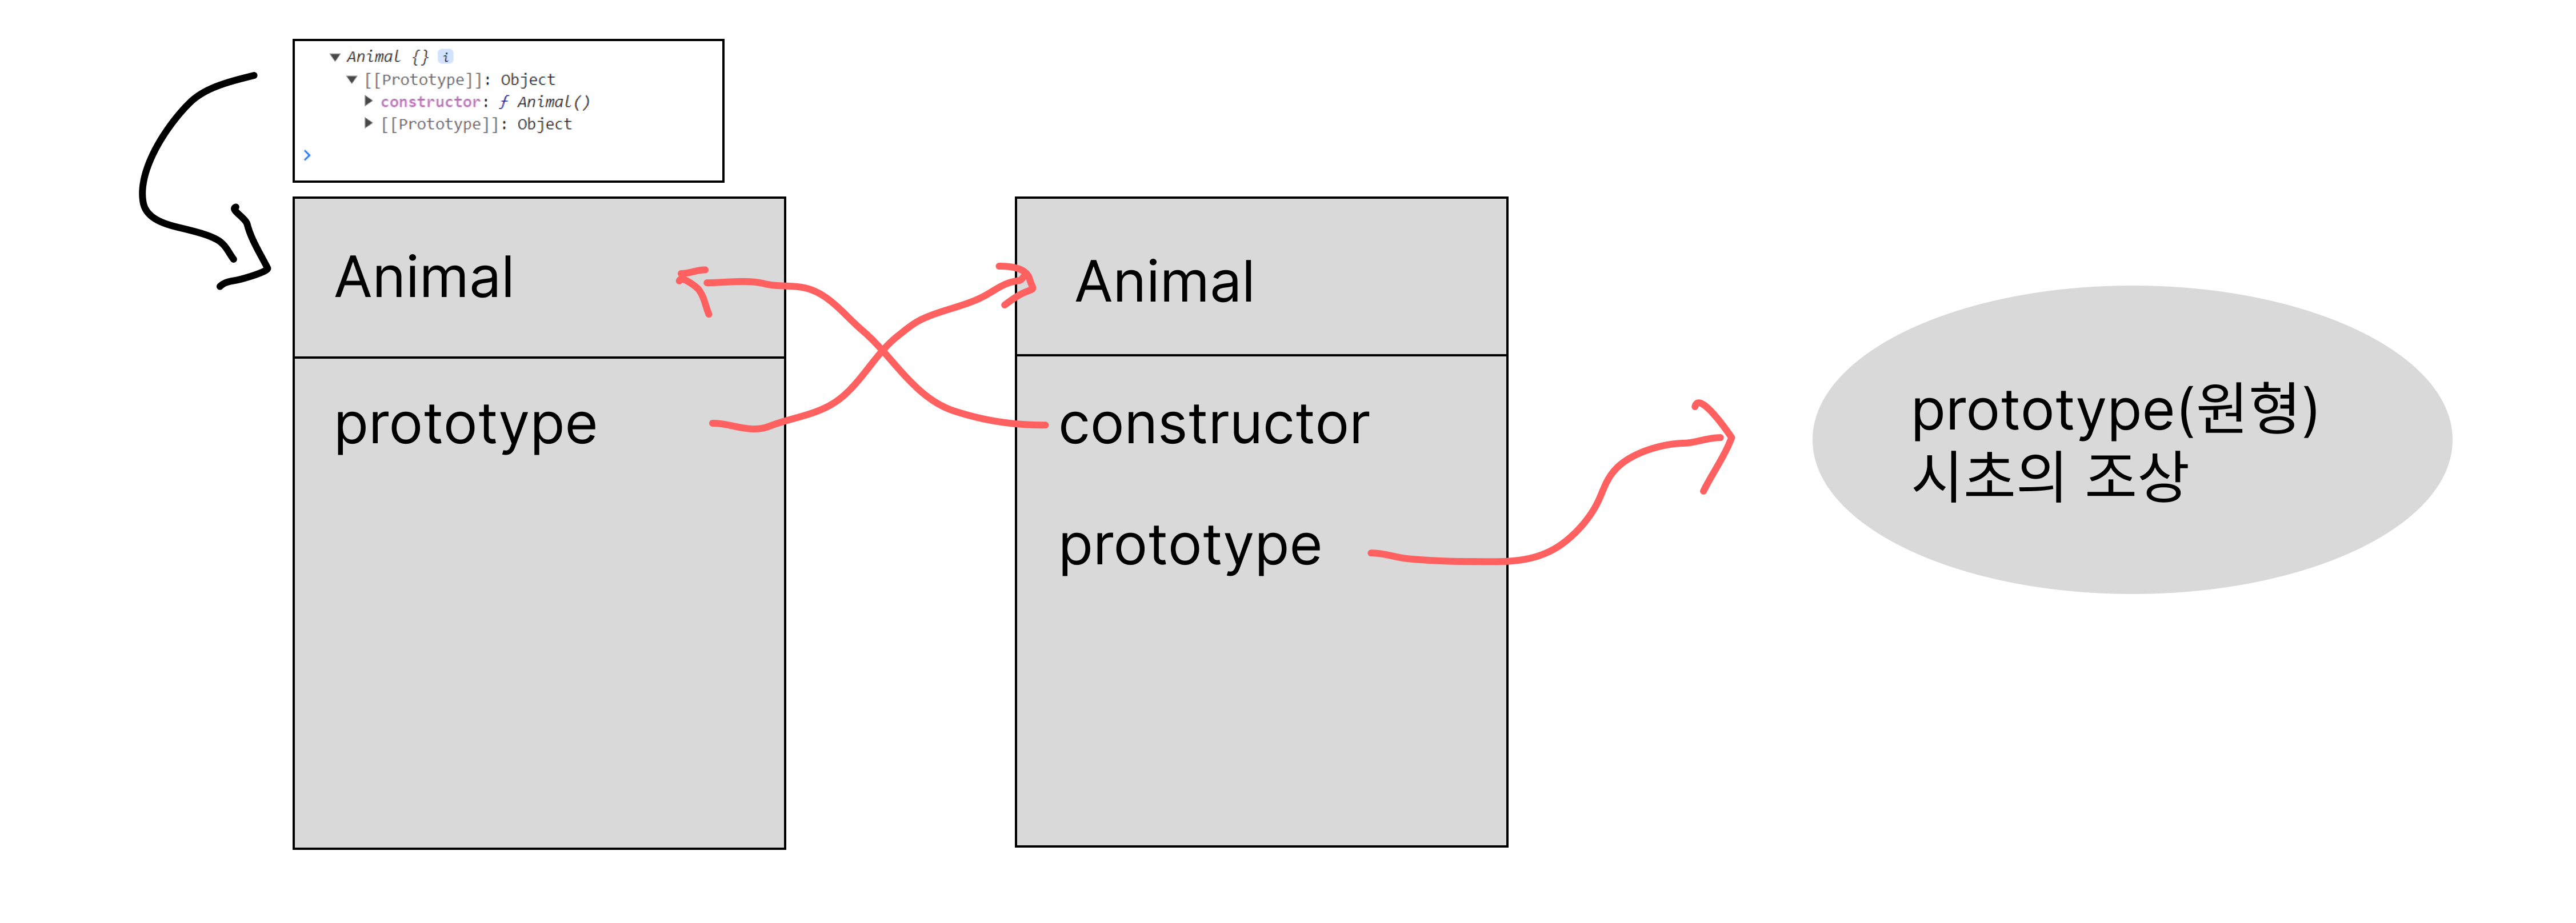 ▼ Animal {} i
▼ [[Prototype]]: Object
▶ constructor: ƒ Animal()
▶ [[Prototype]]: Object
>
Animal
prototype
Animal
constructor
prototype
prototype(원형)
시초의 조상